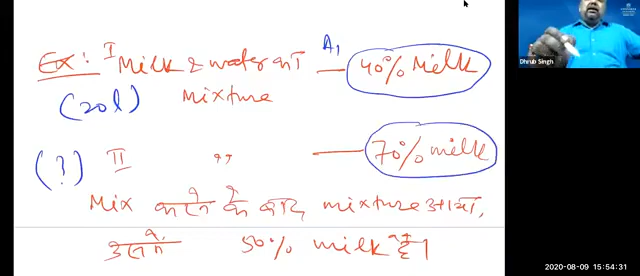 Ex: I Milk & water का A1 — 40% Milk
(20l) Mixture
(?) II ,, — 70% milk
Mix करने के बाद, mixture आया,
उसमें 50% milk है।
Dhrub Singh
2020-08-09 15:54:31